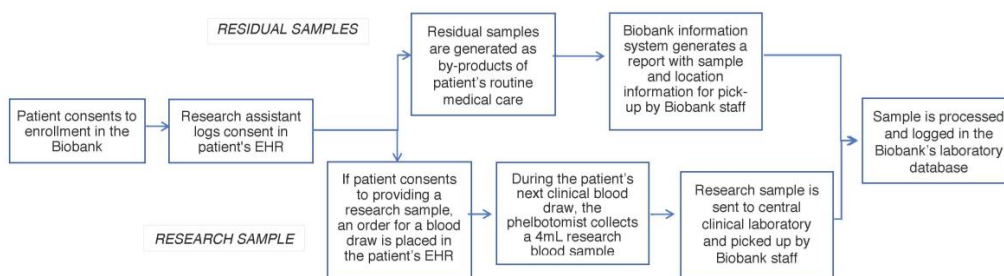 RESIDUAL SAMPLES
Residual samples
are generated as
by-products of
patient's routine
medical care
Biobank information
system generates a
report with sample
and location
information for pick-
up by Biobank staff
Patient consents to
enrollment in the
Biobank
Research assistant
logs consent in
patient's EHR
Sample is processed
and logged in the
Biobank's laboratory
database
If patient consents
to providing a
research sample,
an order for a blood
draw is placed in
the patient's EHR
During the patient's
next clinical blood
draw, the
phelbotomist collects
a 4mL research
blood sample
Research sample is
sent to central
clinical laboratory
and picked up by
Biobank staff
RESEARCH SAMPLE